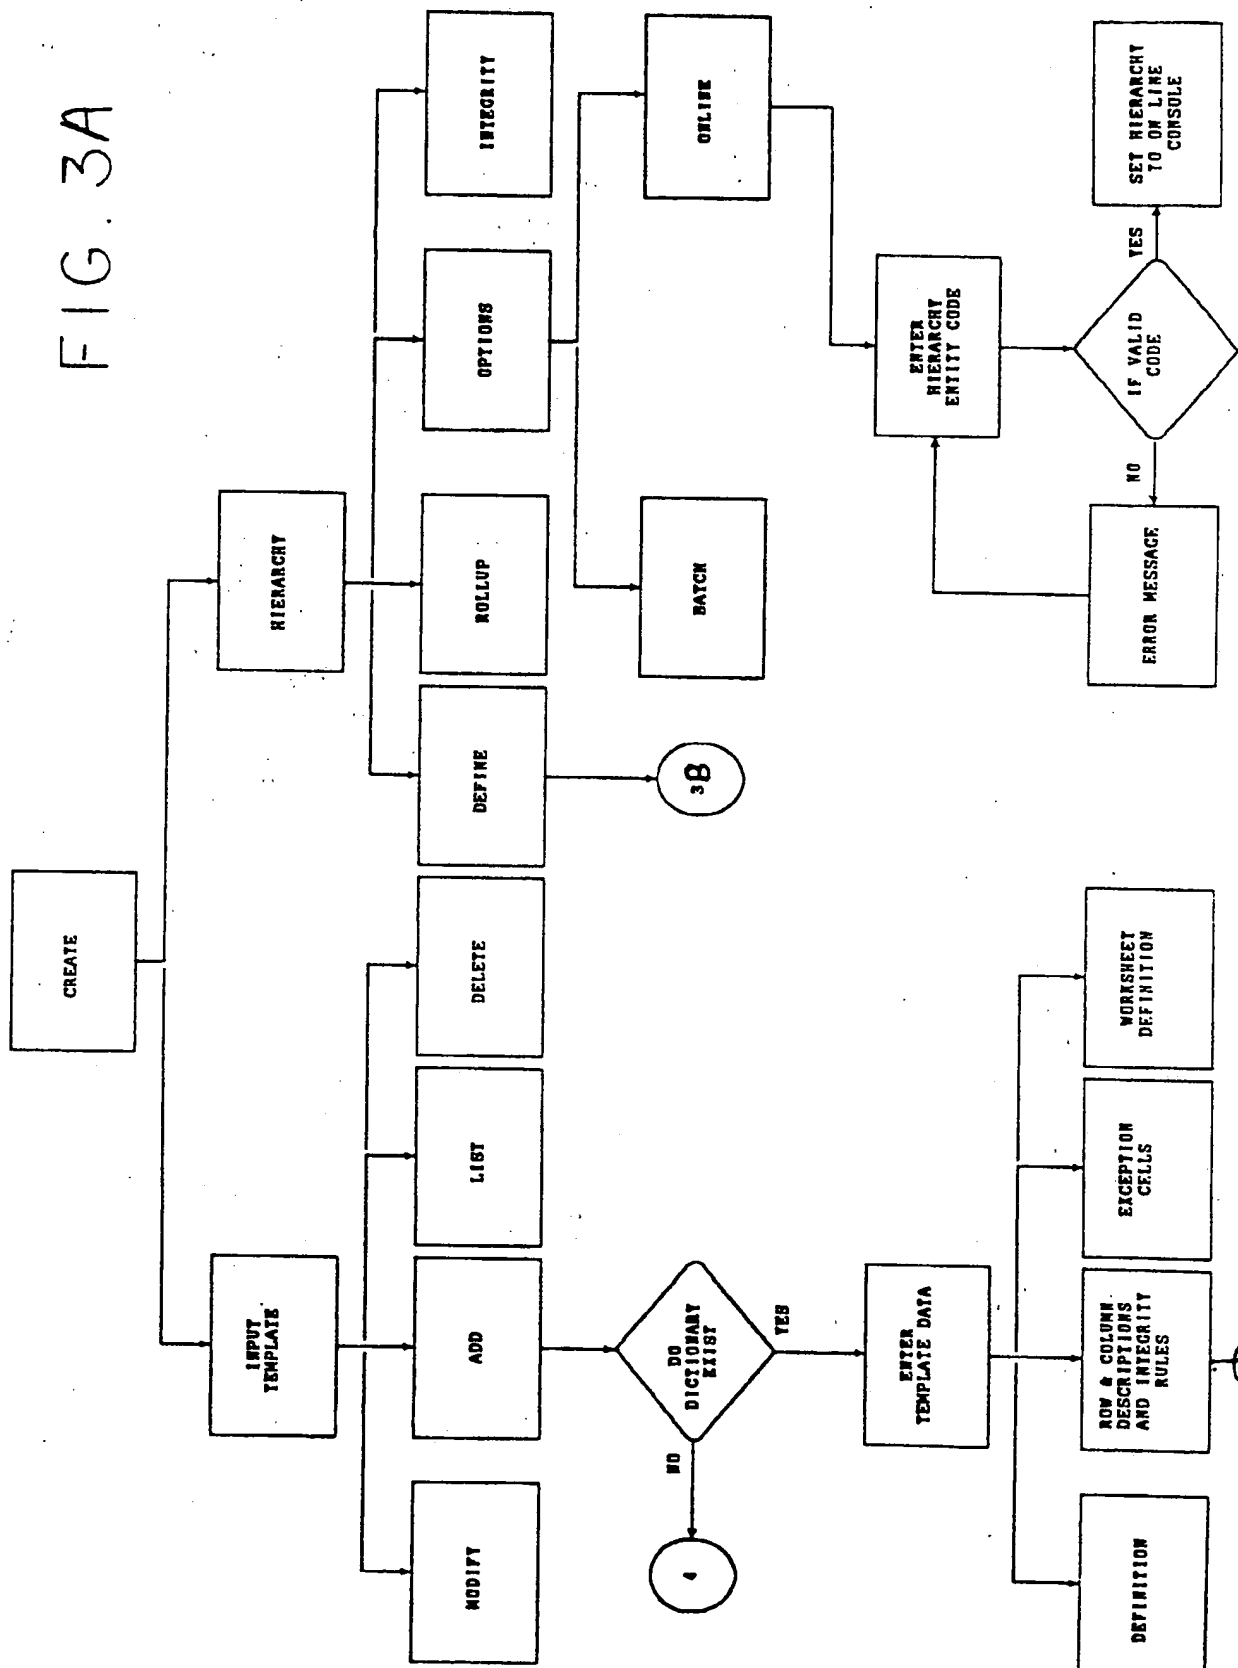 FIG. 3A
CREATE
INPUT
TEMPLATE
HIERARCHY
MODIFY
ADD
LIST
DELETE
DEFINE
ROLLUP
OPTIONS
INTEGRITY
4
NO
DO
DICTIONARY
EXIST
YES
3B
BATCH
ONLINE
ENTER
TEMPLATE DATA
ENTER
HIERARCHY
ENTITY CODE
DEFINITION
ROW & COLUMN
DESCRIPTIONS
AND INTEGRITY
RULES
EXCEPTION
CELLS
WORKSHEET
DEFINITION
ERROR MESSAGE
NO
IF VALID
CODE
YES
SET HIERARCHY
TO ON LINE
CONSOLE